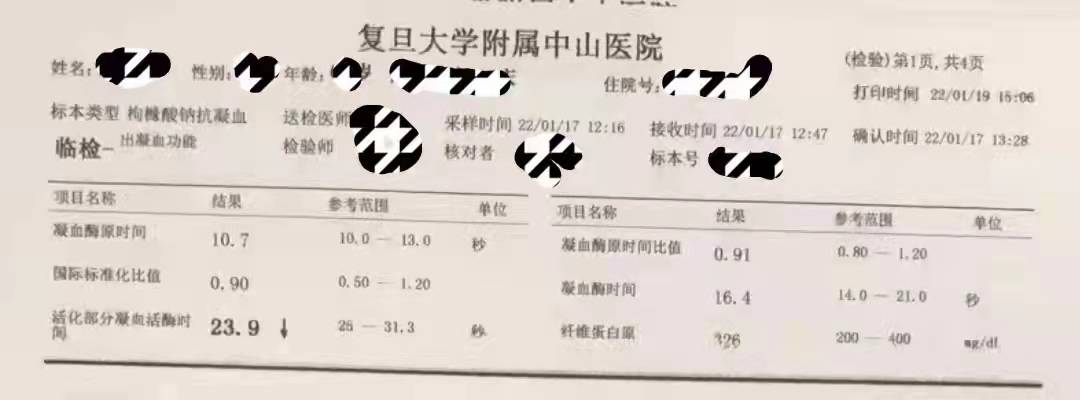 复旦大学附属中山医院
(检验)第1页,共4页
姓名: 性别: 年龄: 岁 住院号:
打印时间 22/01/19 15:06
标本类型 枸橼酸钠抗凝血 送检医师 采样时间 22/01/17 12:16 接收时间 22/01/17 12:47 确认时间 22/01/17 13:28
临检- 出凝血功能 检验师 核对者 标本号
项目名称 结果 参考范围 单位 项目名称 结果 参考范围 单位
凝血酶原时间 10.7 10.0 — 13.0 秒 凝血酶原时间比值 0.91 0.80 — 1.20
国际标准化比值 0.90 0.50 — 1.20 凝血酶时间 16.4 14.0 — 21.0 秒
活化部分凝血活酶时间 23.9 ↓ 25 — 31.3 秒 纤维蛋白原 326 200 — 400 mg/dl